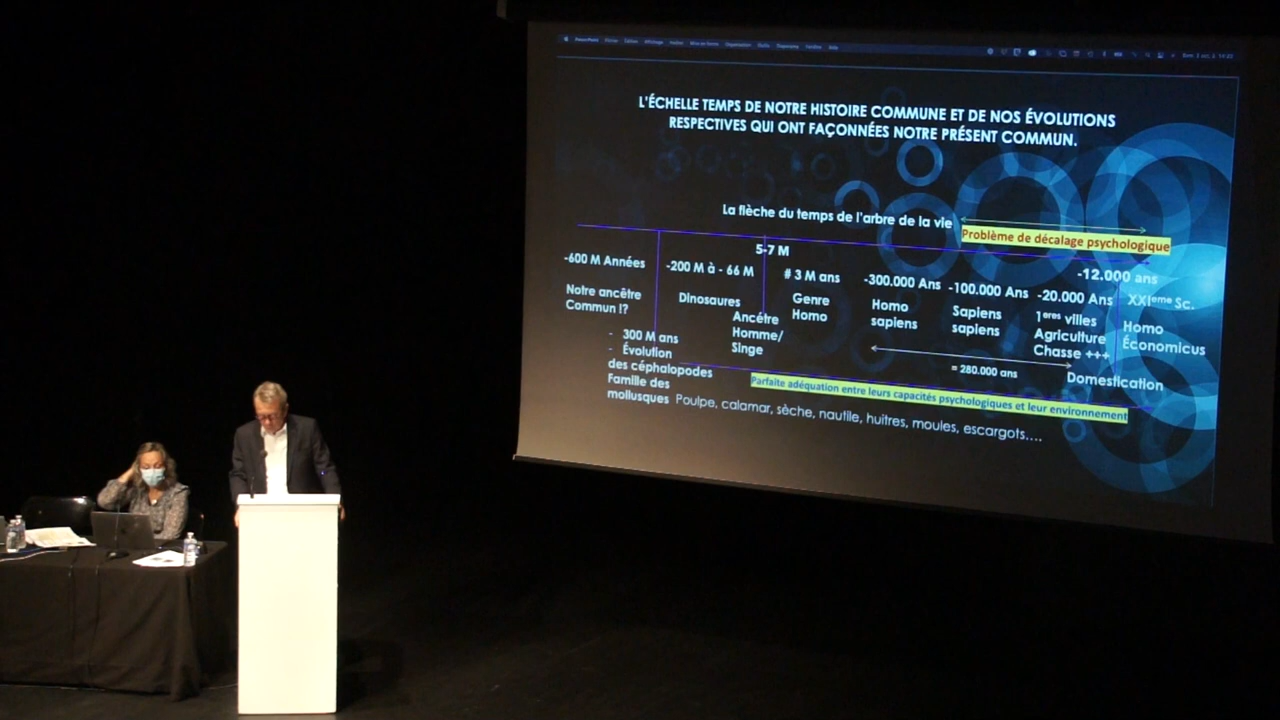 L'ÉCHELLE TEMPS DE NOTRE HISTOIRE COMMUNE ET DE NOS ÉVOLUTIONS
RESPECTIVES QUI ONT FAÇONNÉES NOTRE PRÉSENT COMMUN.
La flèche du temps de l'arbre de la vie
Problème de décalage psychologique
5-7 M
-12.000 ans
-600 M Années
-200 M à - 66 M
# 3 M ans
-300.000 Ans
-100.000 Ans
-20.000 Ans
XXIeme Sc.
Notre ancêtre
Commun !?
Dinosaures
Ancêtre
Homme/
Singe
Genre
Homo
Homo
sapiens
Sapiens
sapiens
1eres villes
Agriculture
Chasse +++
Homo
Économicus
- 300 M ans
- Évolution
des céphalopodes
Famille des
mollusques
= 280.000 ans
Domestication
Parfaite adéquation entre leurs capacités psychologiques et leur environnement
Poulpe, calamar, sèche, nautile, huitres, moules, escargots....